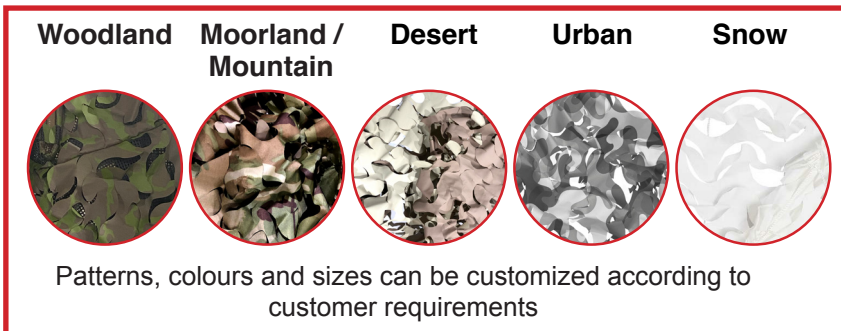 Woodland
Moorland /
Mountain
Desert
Urban
Snow
Patterns, colours and sizes can be customized according to
customer requirements